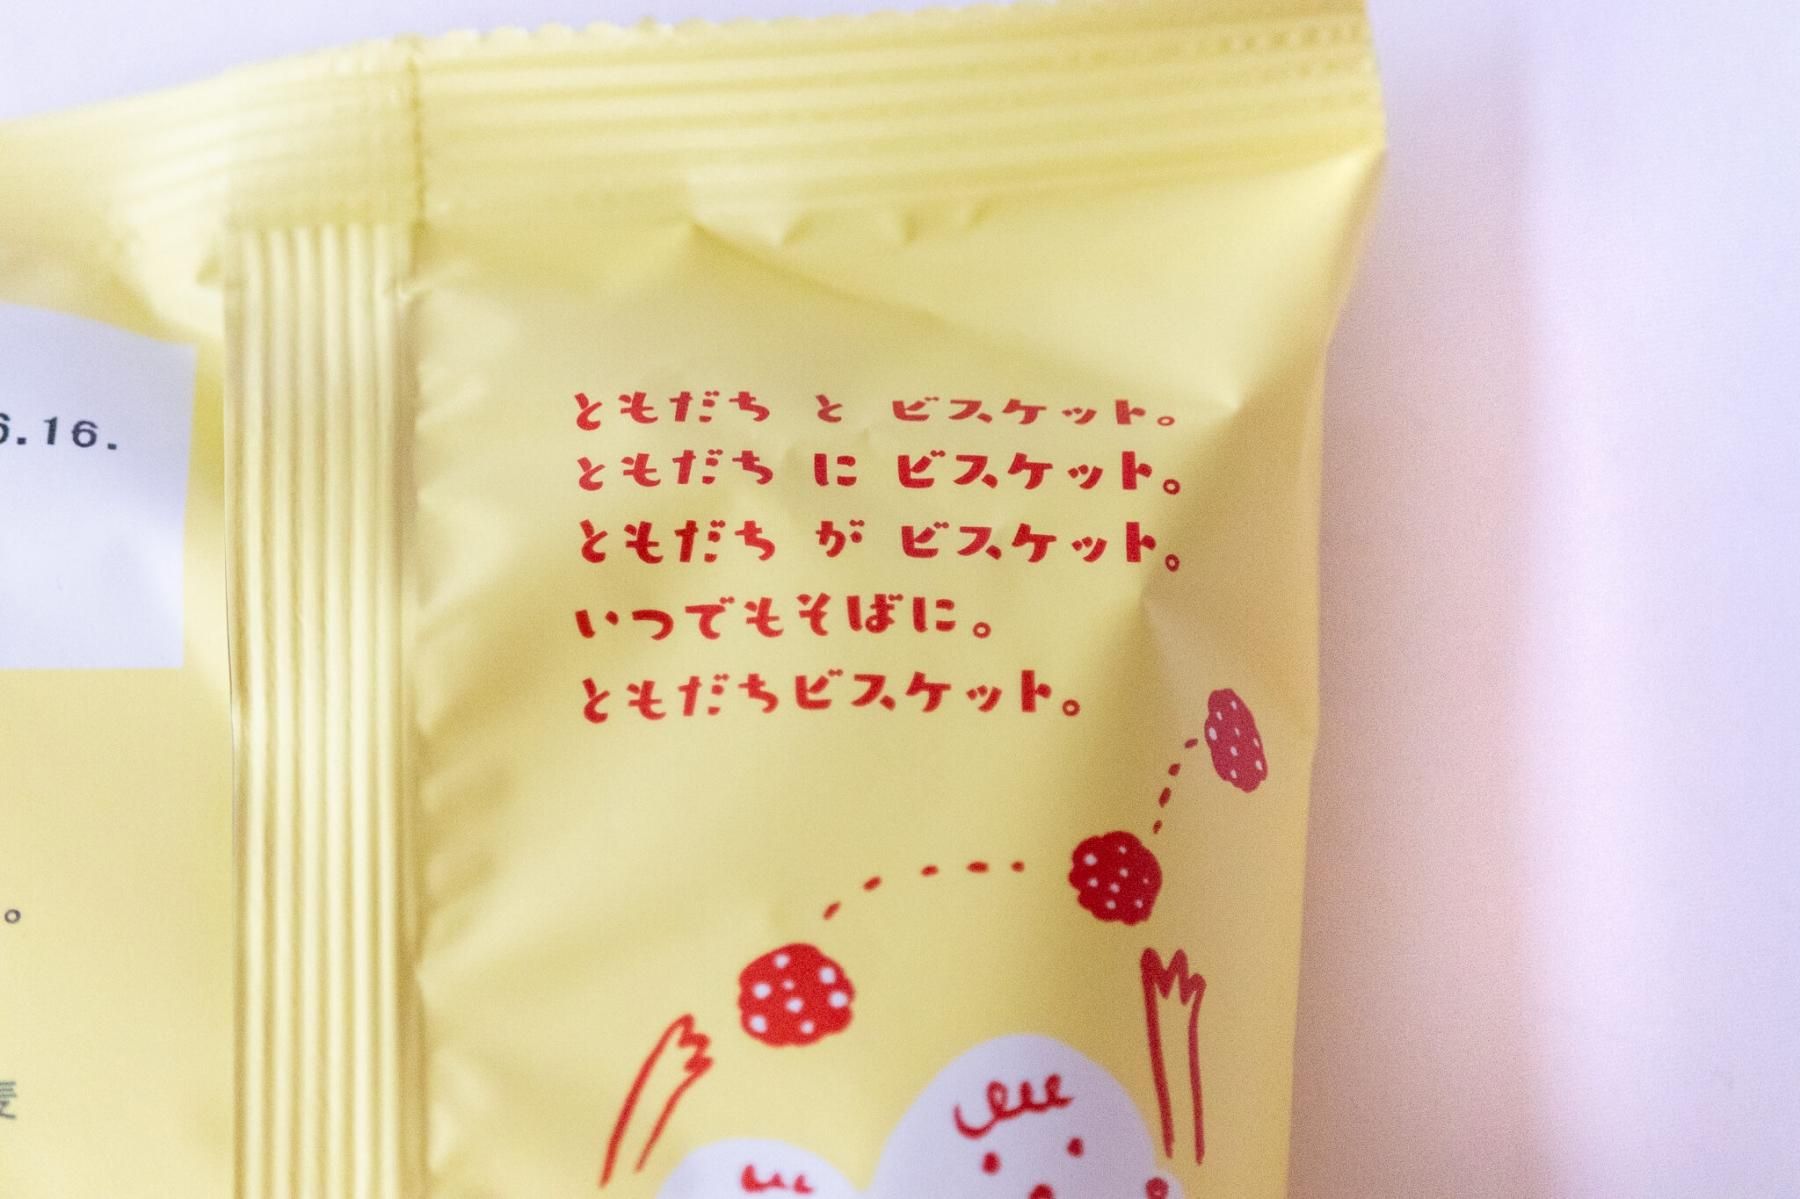 6.16.
ともだち と ビスケット。
ともだち に ビスケット。
ともだち が ビスケット。
いつでもそばに。
ともだちビスケット。
。